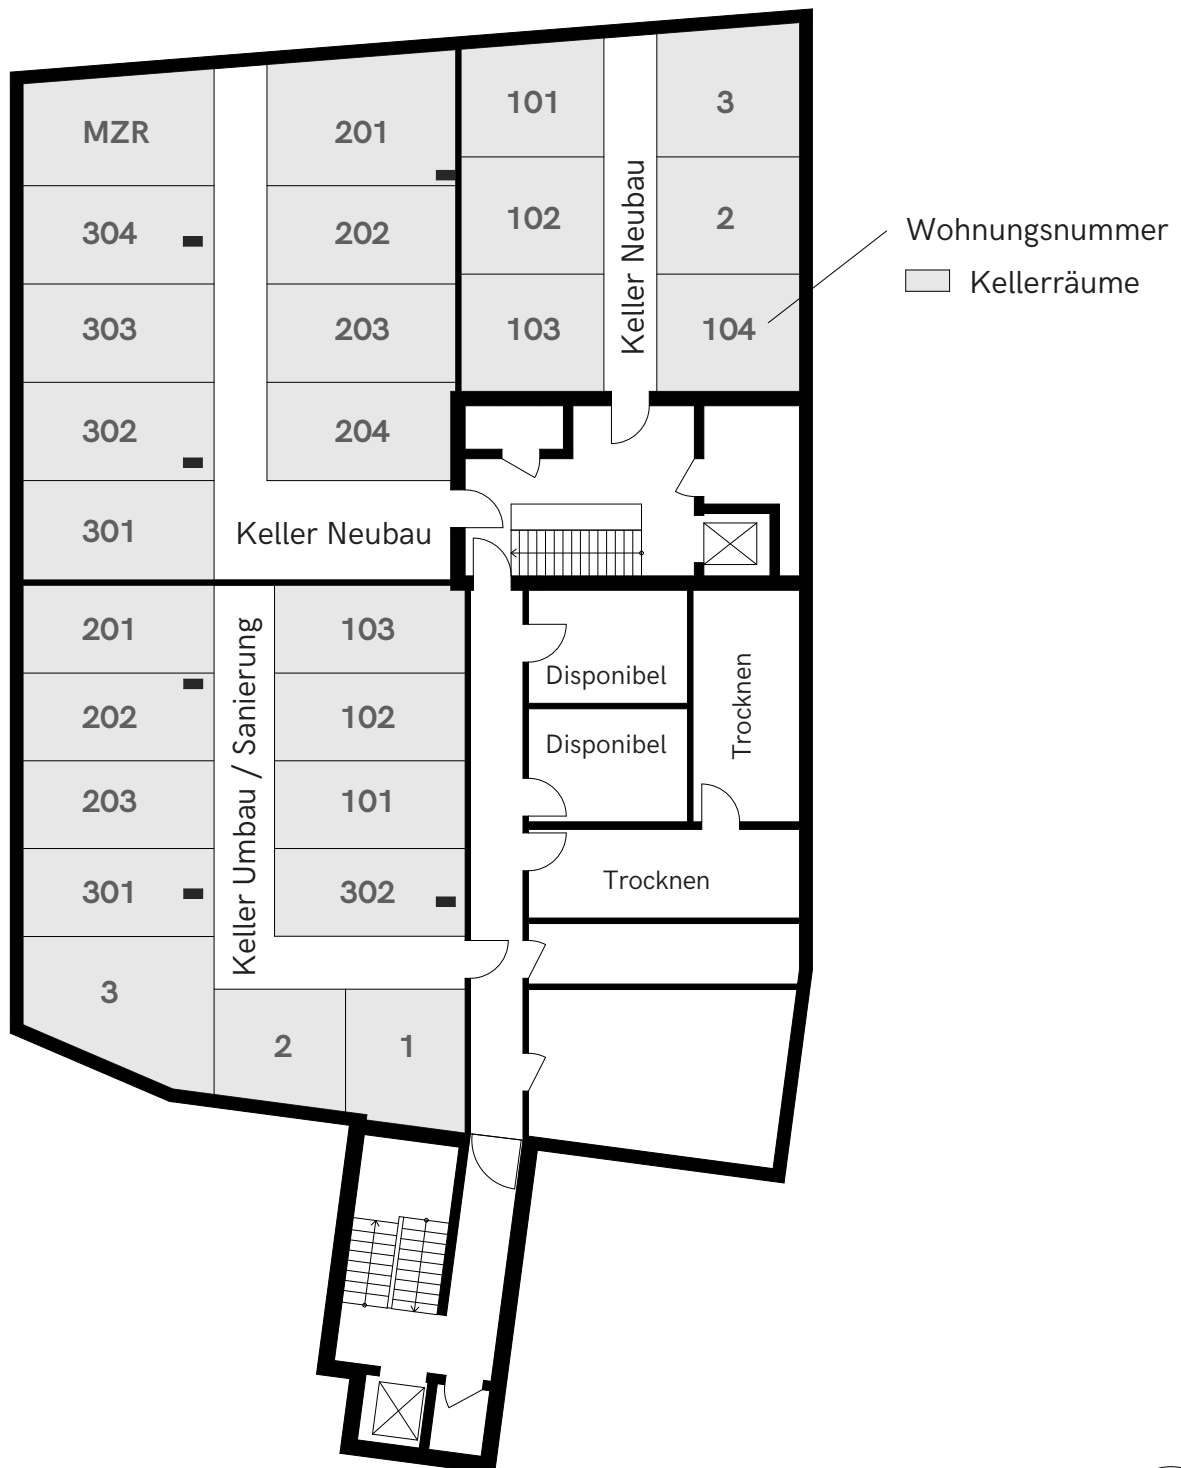 MZR
201
101
3
304
202
102
2
Keller Neubau
Wohnungsnummer
Kellerräume
303
203
103
104
302
204
301
Keller Neubau
201
103
Keller Umbau / Sanierung
202
102
Disponibel
Trocknen
Disponibel
203
101
301
302
Trocknen
3
2
1